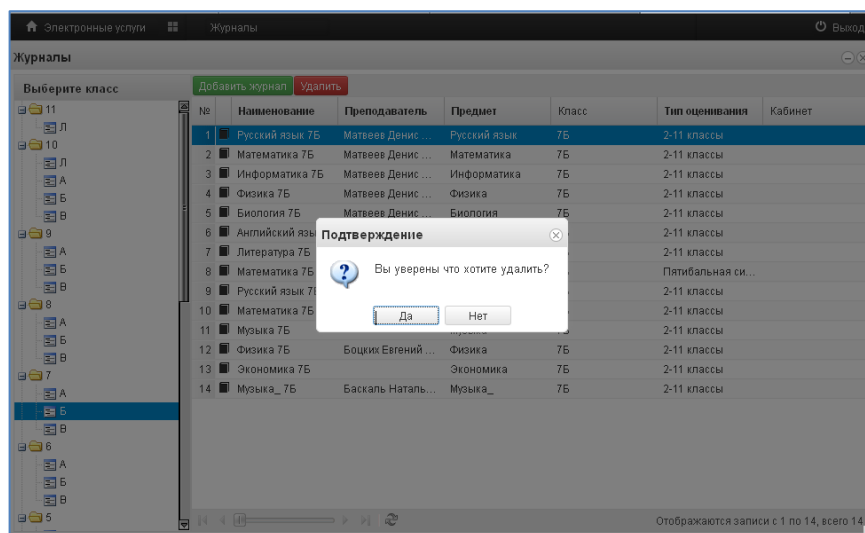 Электронные услуги Журналы Выход
Журналы
Выберите класс
Добавить журнал Удалить
№ Наименование Преподаватель Предмет Класс Тип оценивания Кабинет
11
Л
10
Л
А
Б
В
9
А
Б
В
8
А
Б
В
7
А
Б
В
6
А
Б
В
5
1 Русский язык 7Б Матвеев Денис ... Русский язык 7Б 2-11 классы
2 Математика 7Б Матвеев Денис ... Математика 7Б 2-11 классы
3 Информатика 7Б Матвеев Денис ... Информатика 7Б 2-11 классы
4 Физика 7Б Матвеев Денис ... Физика 7Б 2-11 классы
5 Биология 7Б Матвеев Денис ... Биология 7Б 2-11 классы
6 Английский 2-11 классы
7 Литература 7Б 2-11 классы
8 Математика 7Б Пятибальная си...
9 Русский язык 2-11 классы
10 Математика 7Б 2-11 классы
11 Музыка 7Б 7Б 2-11 классы
12 Физика 7Б Боцких Евгений ... Физика 7Б 2-11 классы
13 Экономика 7Б Экономика 7Б 2-11 классы
14 Музыка_ 7Б Баскаль Наталь... Музыка_ 7Б 2-11 классы
Подтверждение
Вы уверены что хотите удалить?
Да Нет
Отображаются записи с 1 по 14, всего 14